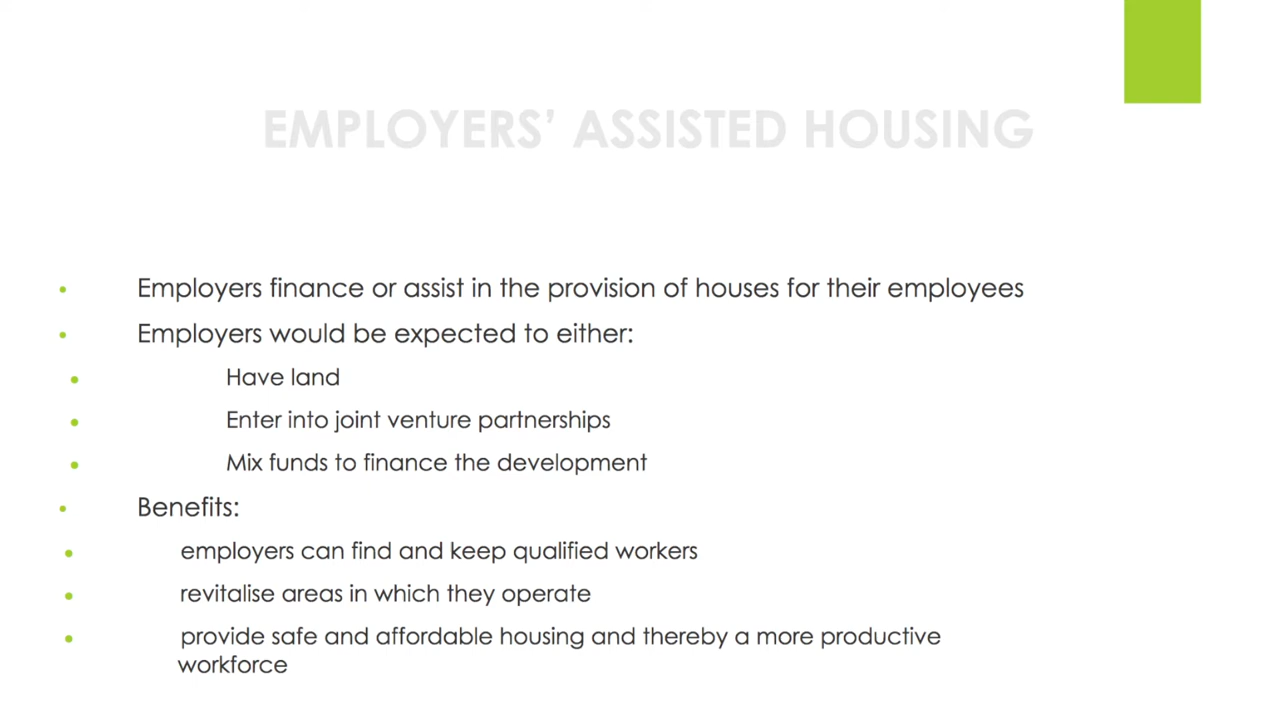 EMPLOYERS’ ASSISTED HOUSING
• Employers finance or assist in the provision of houses for their employees
• Employers would be expected to either:
• Have land
• Enter into joint venture partnerships
• Mix funds to finance the development
• Benefits:
• employers can find and keep qualified workers
• revitalise areas in which they operate
• provide safe and affordable housing and thereby a more productive
workforce